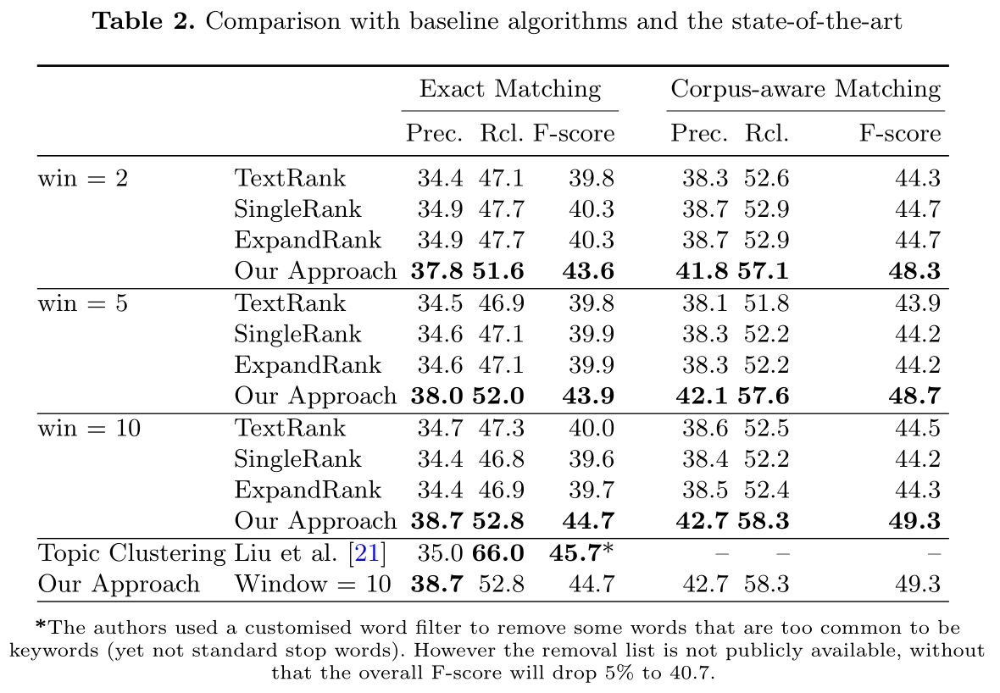 Table 2. Comparison with baseline algorithms and the state-of-the-art
Exact Matching Corpus-aware Matching
Prec. Rcl. F-score Prec. Rcl. F-score
win = 2 TextRank 34.4 47.1 39.8 38.3 52.6 44.3
SingleRank 34.9 47.7 40.3 38.7 52.9 44.7
ExpandRank 34.9 47.7 40.3 38.7 52.9 44.7
Our Approach 37.8 51.6 43.6 41.8 57.1 48.3
win = 5 TextRank 34.5 46.9 39.8 38.1 51.8 43.9
SingleRank 34.6 47.1 39.9 38.3 52.2 44.2
ExpandRank 34.6 47.1 39.9 38.3 52.2 44.2
Our Approach 38.0 52.0 43.9 42.1 57.6 48.7
win = 10 TextRank 34.7 47.3 40.0 38.6 52.5 44.5
SingleRank 34.4 46.8 39.6 38.4 52.2 44.2
ExpandRank 34.4 46.9 39.7 38.5 52.4 44.3
Our Approach 38.7 52.8 44.7 42.7 58.3 49.3
Topic Clustering Liu et al. [21] 35.0 66.0 45.7* – – –
Our Approach Window = 10 38.7 52.8 44.7 42.7 58.3 49.3
*The authors used a customised word filter to remove some words that are too common to be
keywords (yet not standard stop words). However the removal list is not publicly available, without
that the overall F-score will drop 5% to 40.7.